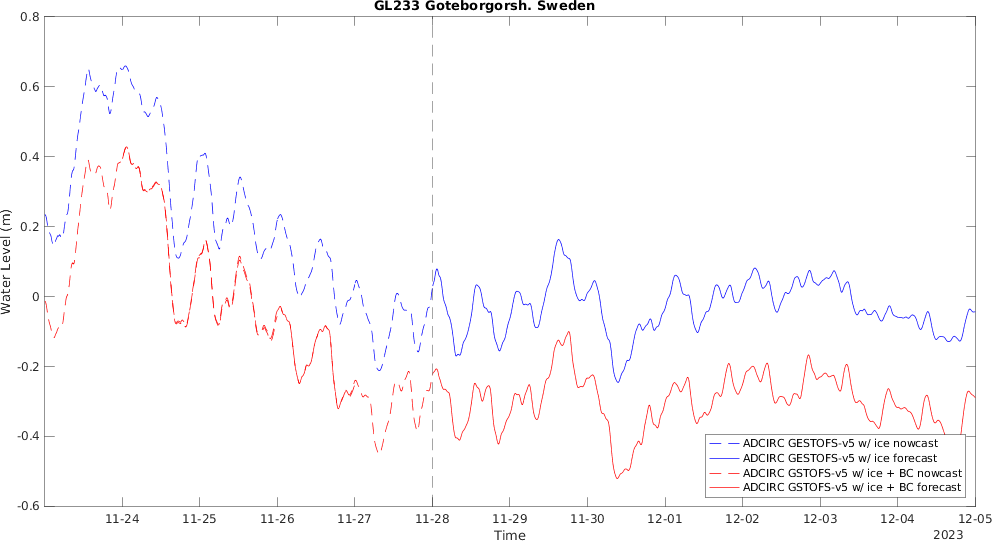 GL233 Goteborgorsh. Sweden
Water Level (m)
0.8
0.6
0.4
0.2
0
-0.2
-0.4
-0.6
ADCIRC GESTOFS-v5 w/ ice nowcast
ADCIRC GESTOFS-v5 w/ ice forecast
ADCIRC GSTOFS-v5 w/ ice + BC nowcast
ADCIRC GSTOFS-v5 w/ ice + BC forecast
11-24 11-25 11-26 11-27 11-28 11-29 11-30 12-01 12-02 12-03 12-04 12-05
Time 2023